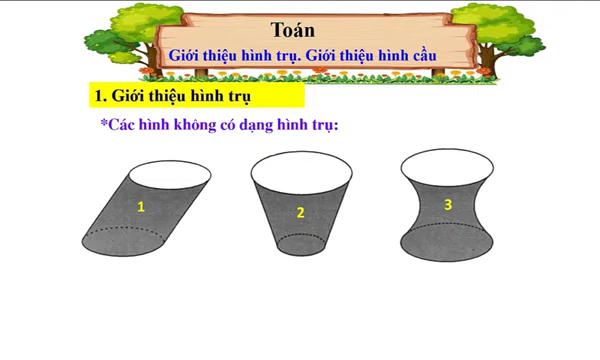 Toán
Giới thiệu hình trụ. Giới thiệu hình cầu
1. Giới thiệu hình trụ
*Các hình không có dạng hình trụ:
1
2
3